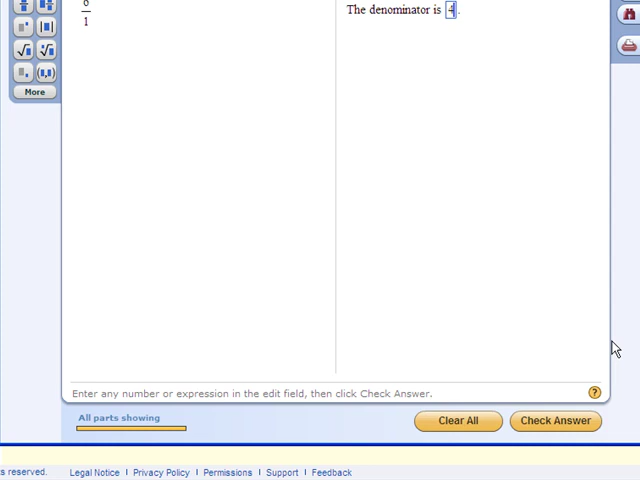 The denominator is 4.
1
More
Enter any number or expression in the edit field, then click Check Answer.
All parts showing
Clear All
Check Answer
s reserved.
Legal Notice | Privacy Policy | Permissions | Support | Feedback